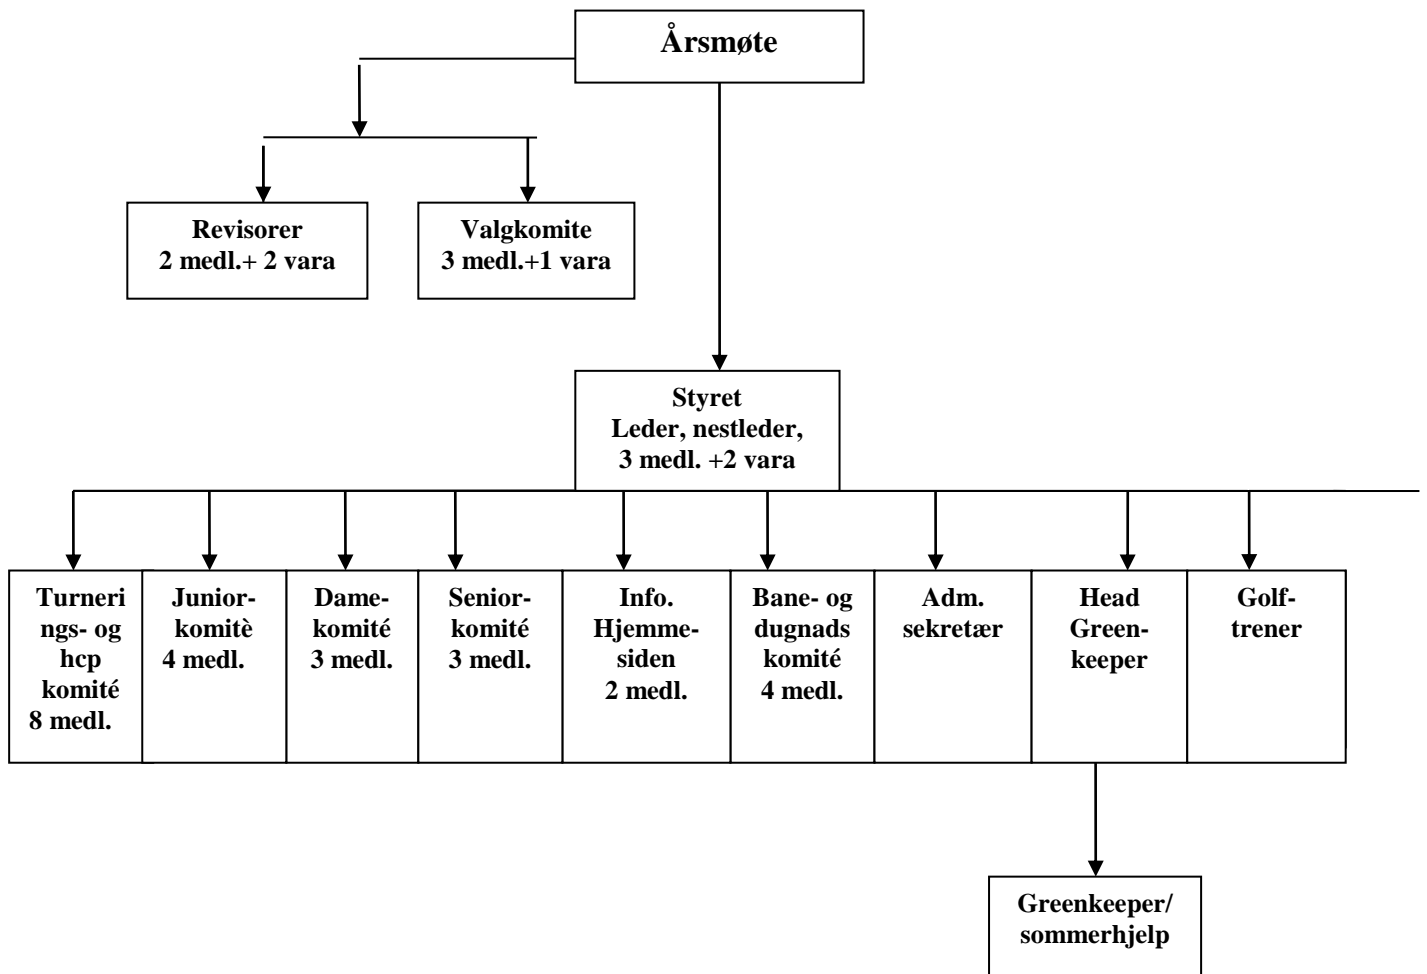 Årsmøte
Revisorer
2 medl.+ 2 vara
Valgkomite
3 medl.+1 vara
Styret
Leder, nestleder,
3 medl. +2 vara
Turneri
ngs- og
hcp
komité
8 medl.
Junior-
komitè
4 medl.
Dame-
komité
3 medl.
Senior-
komité
3 medl.
Info.
Hjemme-
siden
2 medl.
Bane- og
dugnads
komité
4 medl.
Adm.
sekretær
Head
Green-
keeper
Golf-
trener
Greenkeeper/
sommerhjelp